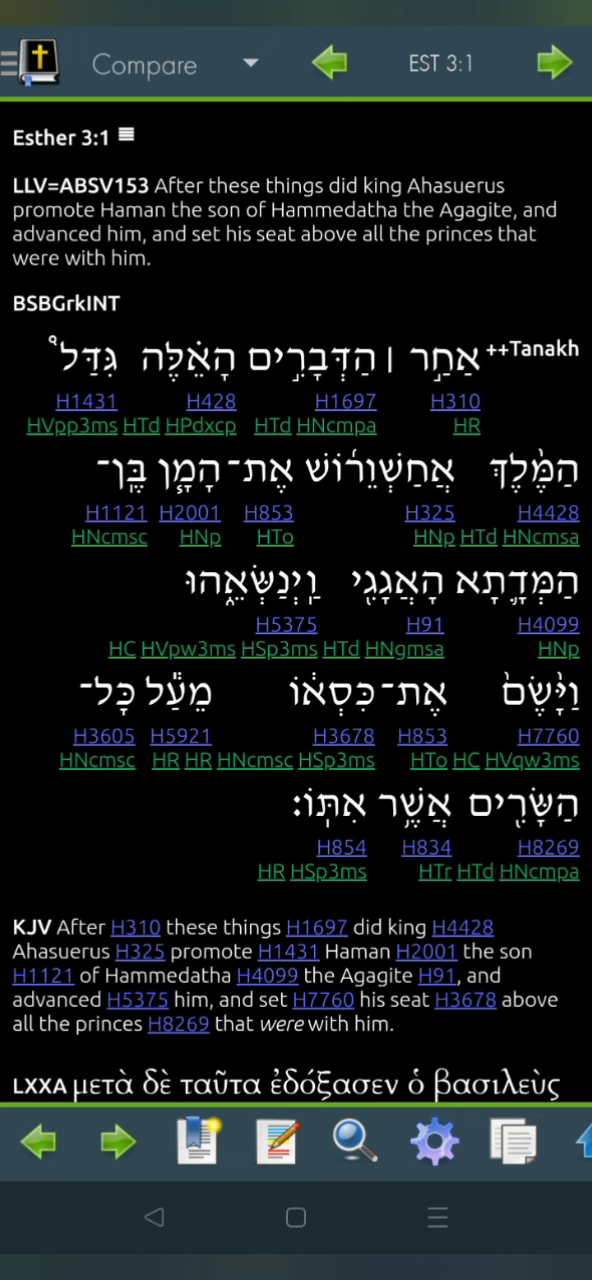 Compare EST 3:1
Esther 3:1
LLV=ABSV153 After these things did king Ahasuerus
promote Haman the son of Hammedatha the Agagite, and
advanced him, and set his seat above all the princes that
were with him.
BSBGrkINT
++Tanakh אַחַ֣ר ׀ הַדְּבָרִ֣ים הָאֵ֗לֶּה גִּדַּל֩
H1431 H428 H1697 H310
HVpp3ms HTd HPdxcp HTd HNcmpa HR
הַמֶּ֨לֶךְ אֲחַשְׁוֵר֜וֹשׁ אֶת־הָמָ֧ן בֶּֽן־
H1121 H2001 H853 H325 H4428
HNcmsc HNp HTo HNp HTd HNcmsa
הַמְּדָ֛תָא הָאֲגָגִ֖י וַֽיְנַשְּׂאֵ֑הוּ
H5375 H91 H4099
HC HVpw3ms HSp3ms HTd HNgmsa HNp
וַיָּ֙שֶׂם֙ אֶת־כִּסְא֔וֹ מֵעַ֕ל כָּל־
H3605 H5921 H3678 H853 H7760
HNcmsc HR HR HNcmsc HSp3ms HTo HC HVqw3ms
הַשָּׂרִ֖ים אֲשֶׁ֥ר אִתּֽוֹ׃
H854 H834 H8269
HR HSp3ms HTr HTd HNcmpa
KJV After H310 these things H1697 did king H4428
Ahasuerus H325 promote H1431 Haman H2001 the son
H1121 of Hammedatha H4099 the Agagite H91, and
advanced H5375 him, and set H7760 his seat H3678 above
all the princes H8269 that were with him.
LXXA μετὰ δὲ ταῦτα ἐδόξασεν ὁ βασιλεὺς